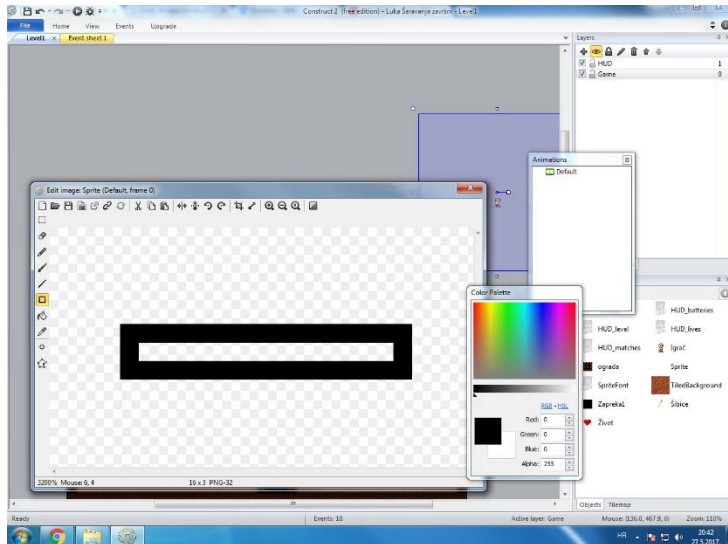 Construct 2 (free edition) - Luka Šaravanja završni - Level1
File Home View Events Upgrade
Level1 x Event sheet 1
Layers
HUD 1
Game 0
Animations
Default
Edit image: Sprite (Default, frame 0)
Color Palette
RGB - HSL
Red: 0
Green: 0
Blue: 0
Alpha: 255
HUD_batteries
HUD_level HUD_lives
HUD_matches Igrač
ograda Sprite
SpriteFont TiledBackground
Zapreka1 Šibice
Život
3200% Mouse: 6, 4 16 x 3 PNG-32
Objects Tilemap
Ready Events: 18 Active layer: Game Mouse: (136.0, 467.9, 0) Zoom: 110%
HR 20:42
27.5.2017.